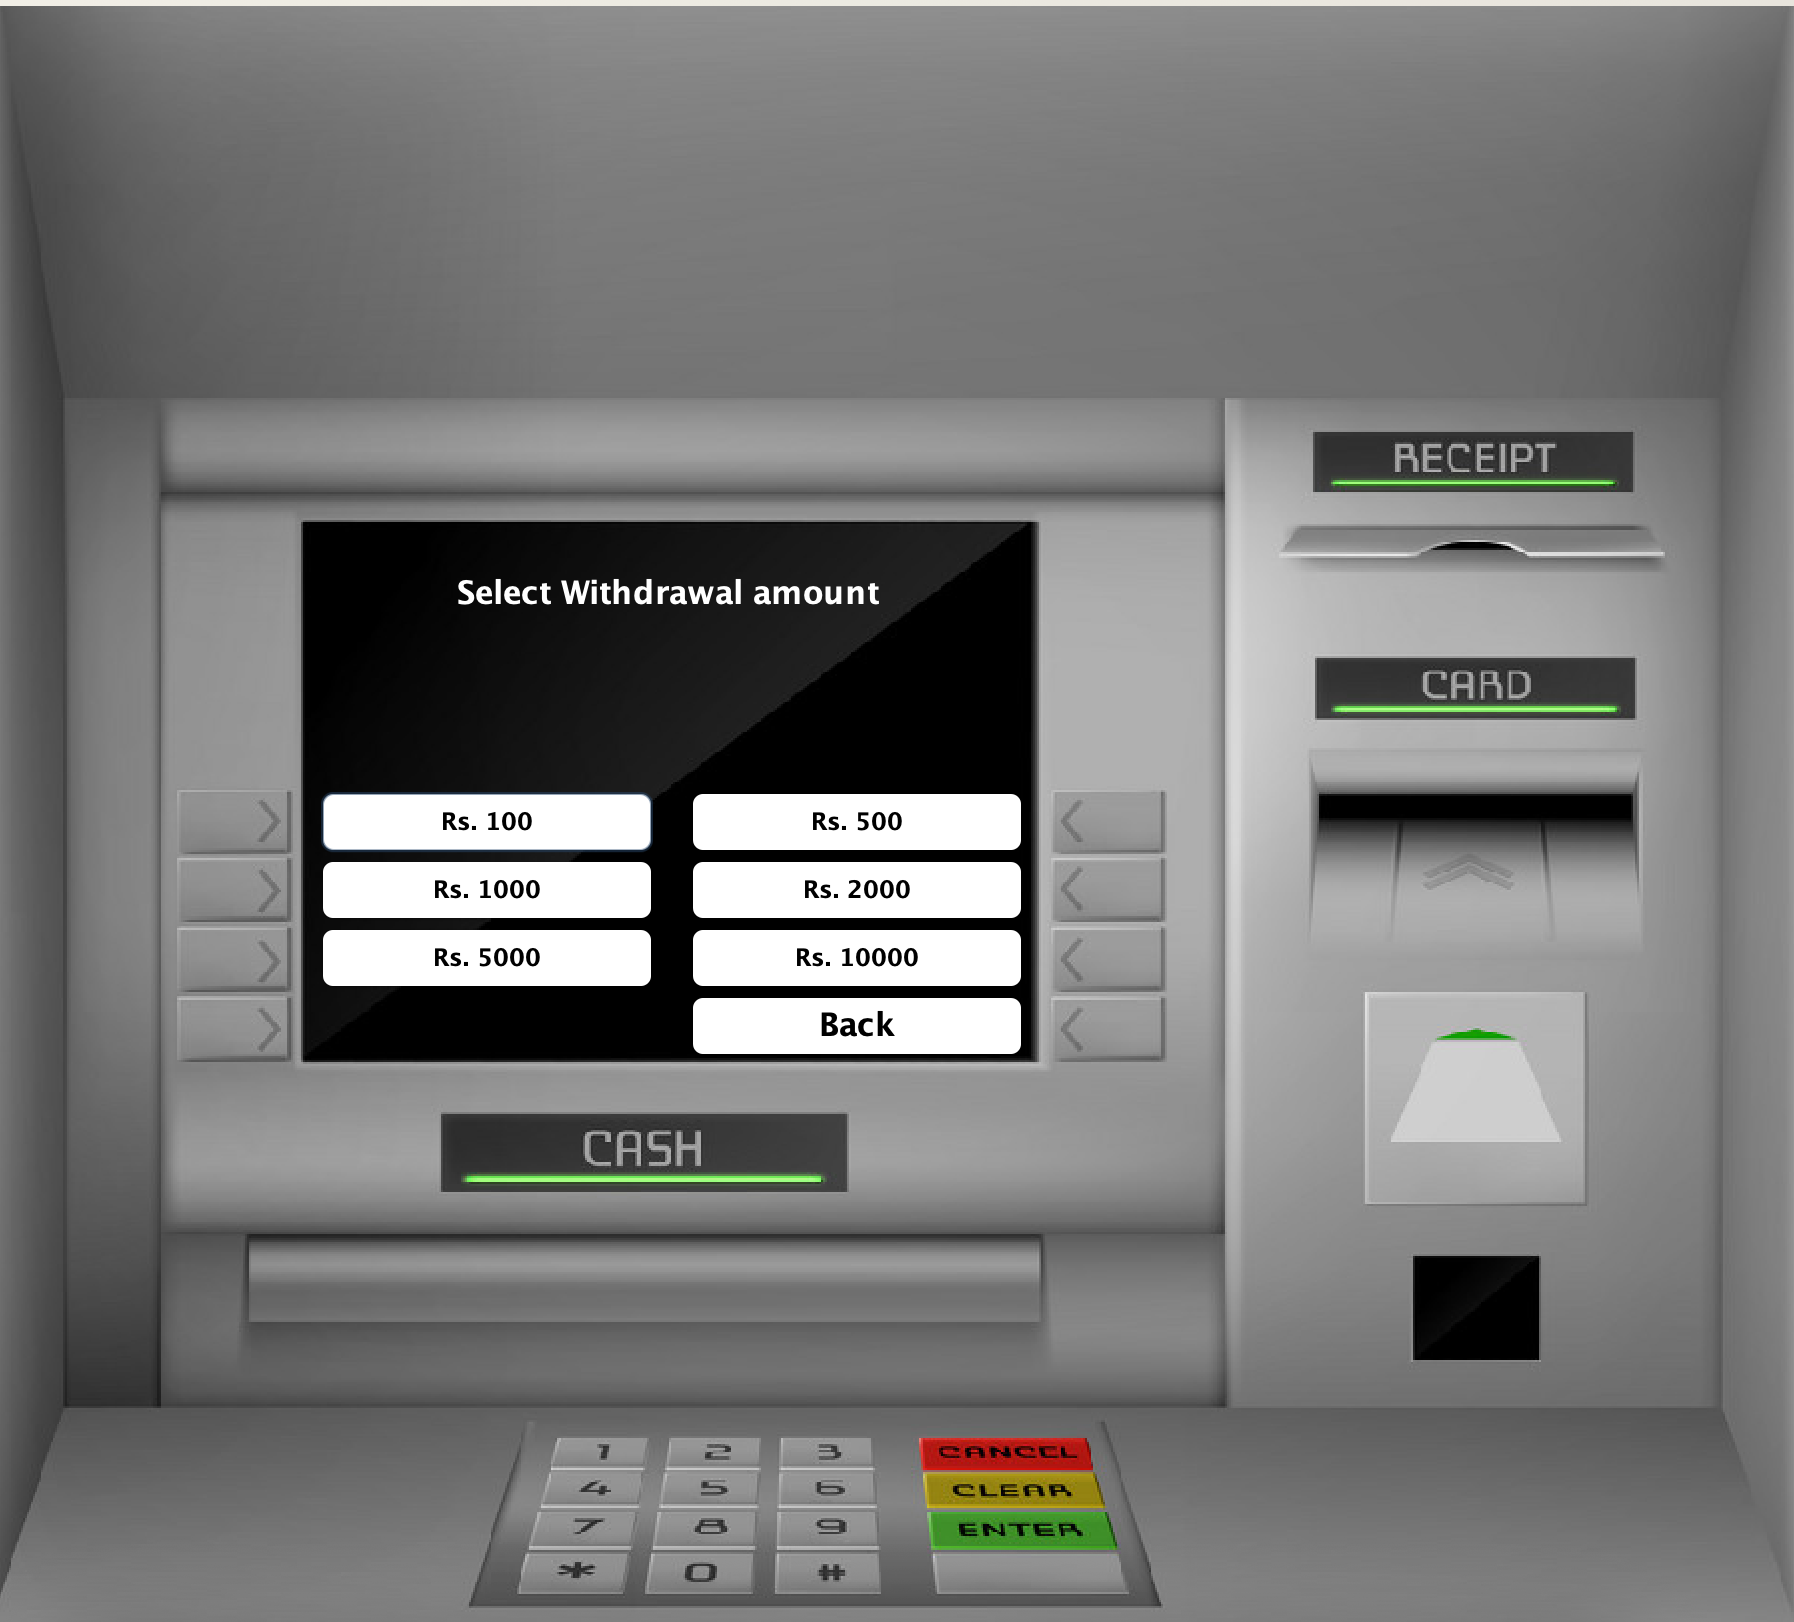 RECEIPT
Select Withdrawal amount
CARD
Rs. 100 Rs. 500
Rs. 1000 Rs. 2000
Rs. 5000 Rs. 10000
Back
CASH
1 2 3 CANCEL
4 5 6 CLEAR
7 8 9 ENTER
* 0 #